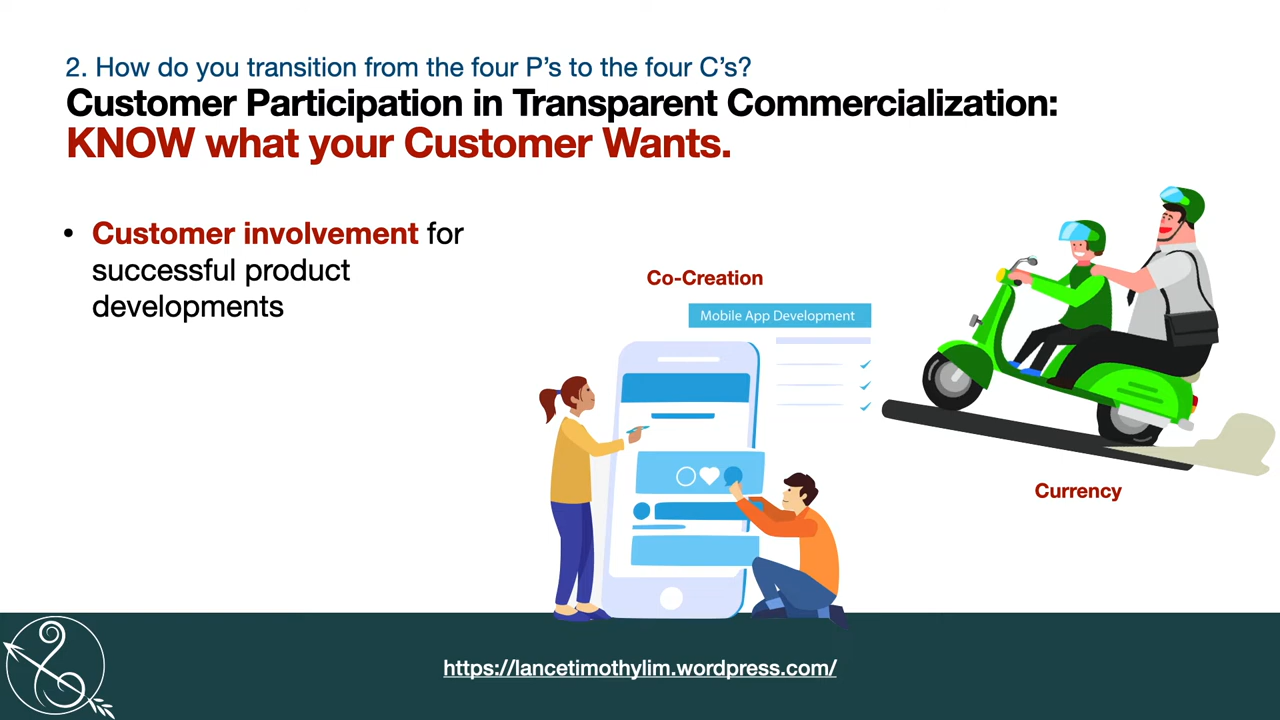 2. How do you transition from the four P’s to the four C’s?
Customer Participation in Transparent Commercialization:
KNOW what your Customer Wants.
• Customer involvement for
successful product
developments
Co-Creation
Mobile App Development
Currency
https://lancetimothylim.wordpress.com/